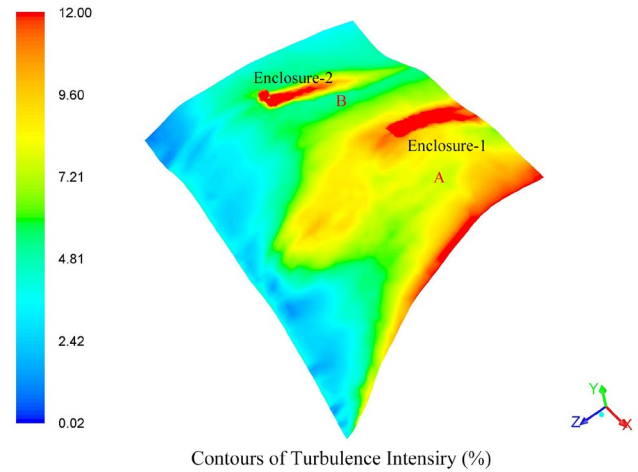 12.00
9.60
7.21
4.81
2.42
0.02
Enclosure-2
B
Enclosure-1
A
Y
Z
X
Contours of Turbulence Intensiry (%)